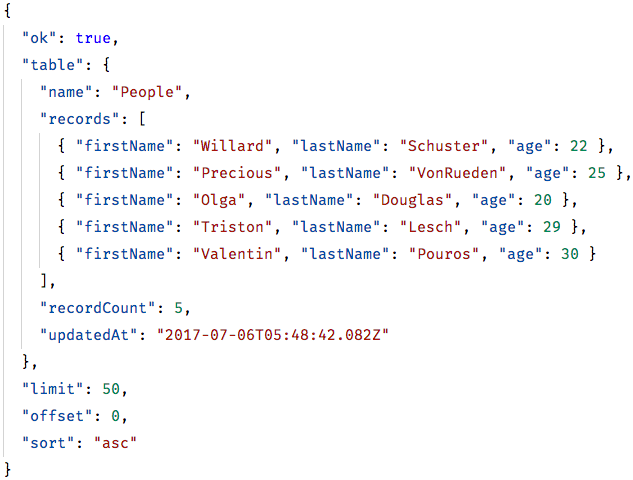 {
  "ok": true,
  "table": {
    "name": "People",
    "records": [
      { "firstName": "Willard", "lastName": "Schuster", "age": 22 },
      { "firstName": "Precious", "lastName": "VonRueden", "age": 25 },
      { "firstName": "Olga", "lastName": "Douglas", "age": 20 },
      { "firstName": "Triston", "lastName": "Lesch", "age": 29 },
      { "firstName": "Valentin", "lastName": "Pouros", "age": 30 }
    ],
    "recordCount": 5,
    "updatedAt": "2017-07-06T05:48:42.082Z"
  },
  "limit": 50,
  "offset": 0,
  "sort": "asc"
}